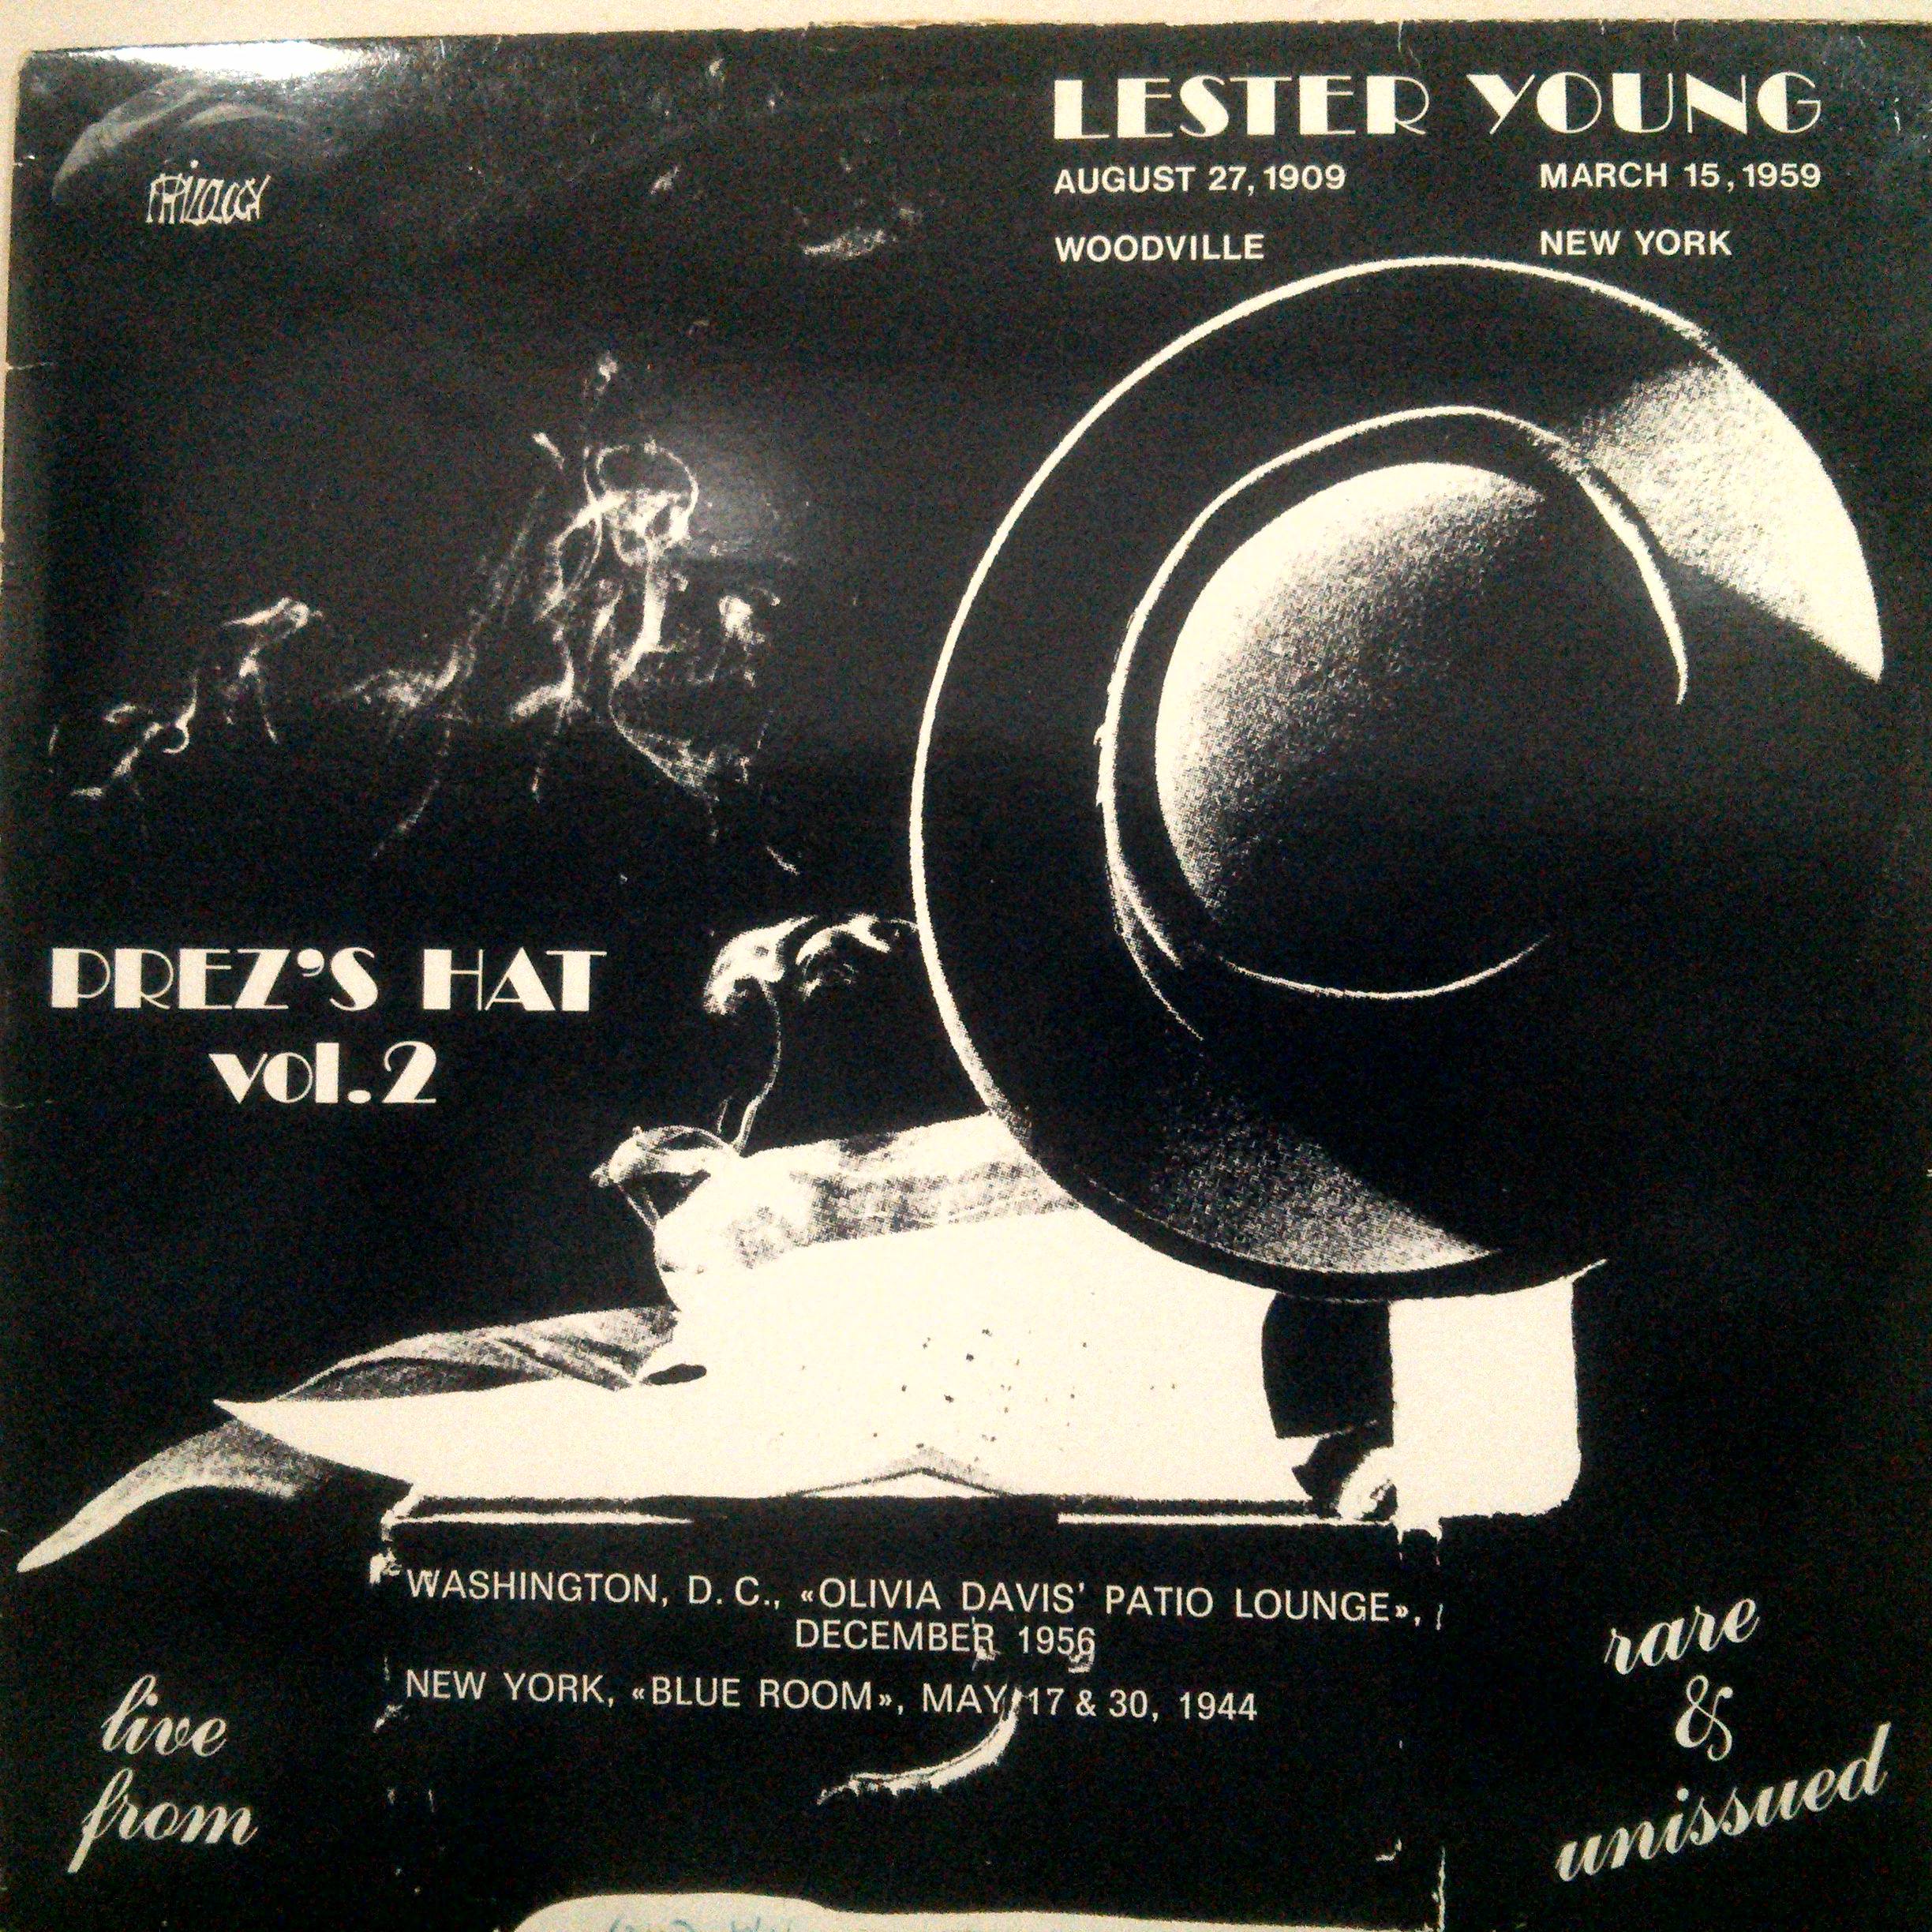 PHILOLOGY
LESTER YOUNG
AUGUST 27, 1909 MARCH 15, 1959
WOODVILLE NEW YORK
PREZ'S HAT
vol. 2
WASHINGTON, D. C., «OLIVIA DAVIS' PATIO LOUNGE»,
DECEMBER 1956
NEW YORK, «BLUE ROOM», MAY 17 & 30, 1944
live
from
rare
&
unissued